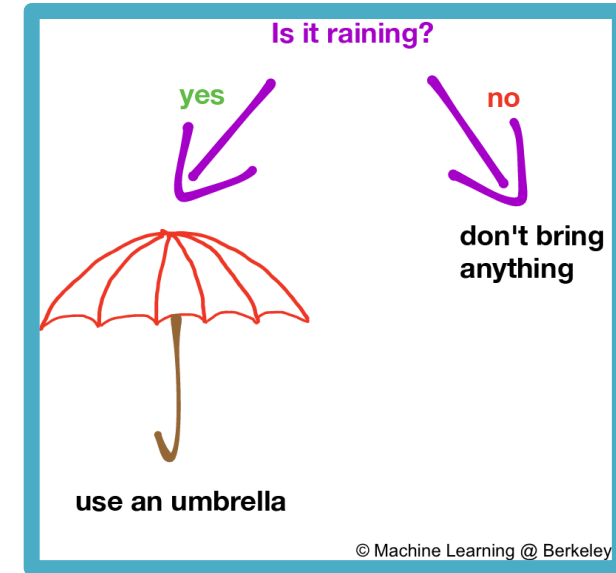 Is it raining?
yes
no
don't bring
anything
use an umbrella
© Machine Learning @ Berkeley